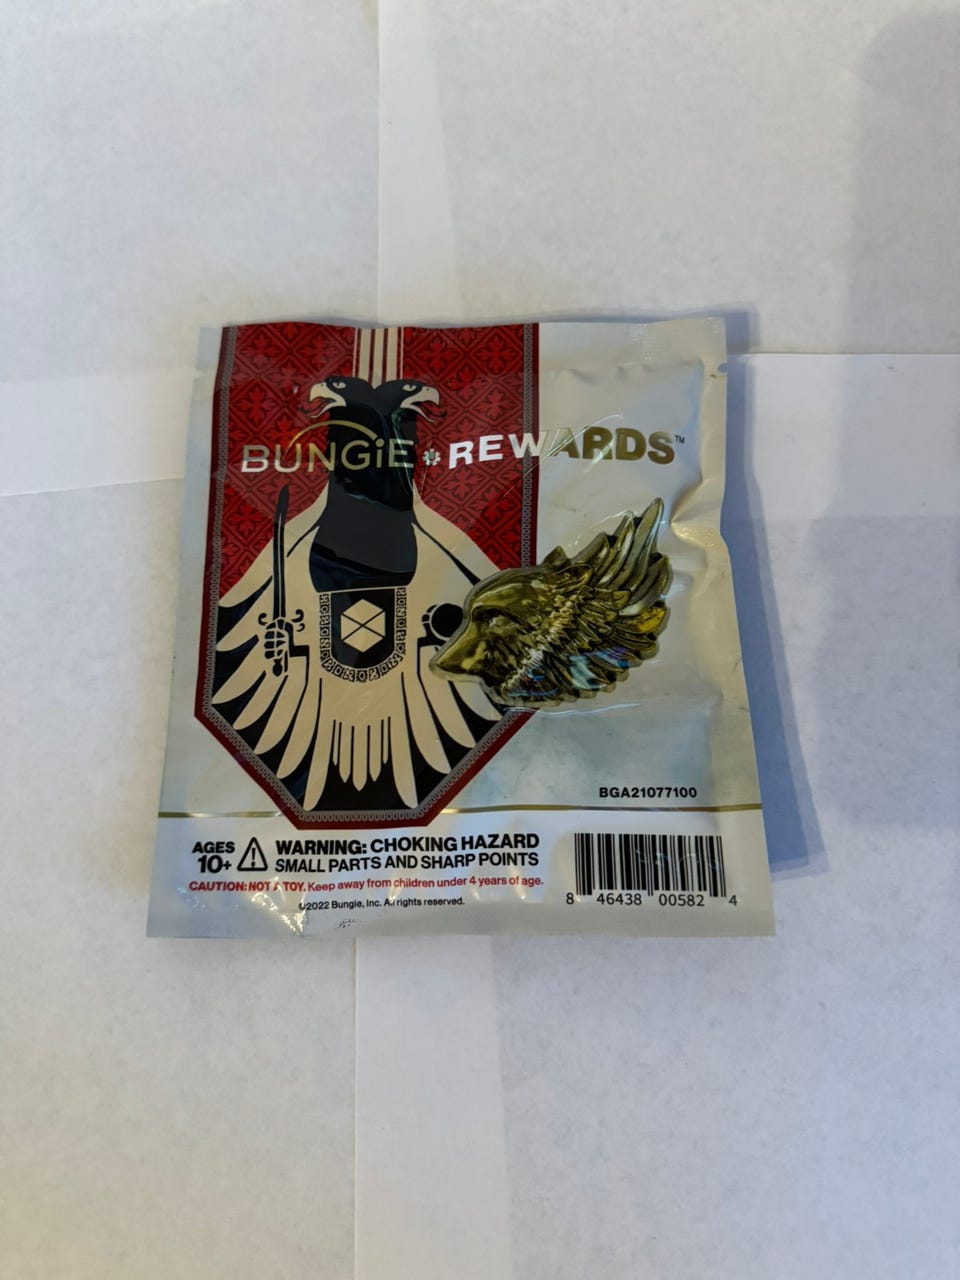 BUNGiE REWARDS™
BGA21077100
AGES
10+
WARNING: CHOKING HAZARD
SMALL PARTS AND SHARP POINTS
CAUTION: NOT A TOY. Keep away from children under 4 years of age.
©2022 Bungie, Inc. All rights reserved.
8 46438 00582 4